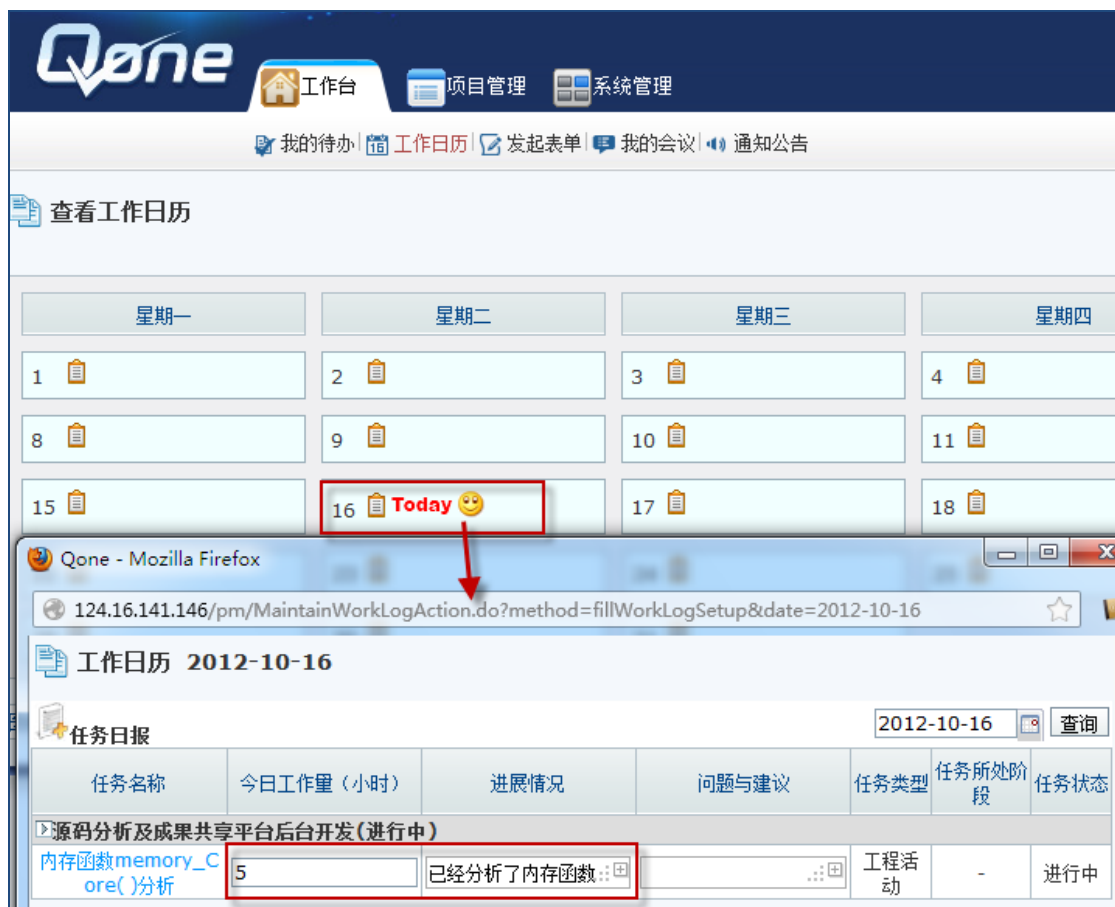 Qone
工作台 项目管理 系统管理
我的待办 工作日历 发起表单 我的会议 通知公告
查看工作日历
星期一 星期二 星期三 星期四
1 2 3 4
8 9 10 11
15 16 Today 17 18
Qone - Mozilla Firefox
124.16.141.146/pm/MaintainWorkLogAction.do?method=fillWorkLogSetup&date=2012-10-16
工作日历 2012-10-16
任务日报 2012-10-16 查询
任务名称 今日工作量（小时） 进展情况 问题与建议 任务类型 任务所处阶
段 任务状态
源码分析及成果共享平台后台开发(进行中)
内存函数memory_C
ore( )分析 5 已经分析了内存函数 工程活
动 - 进行中